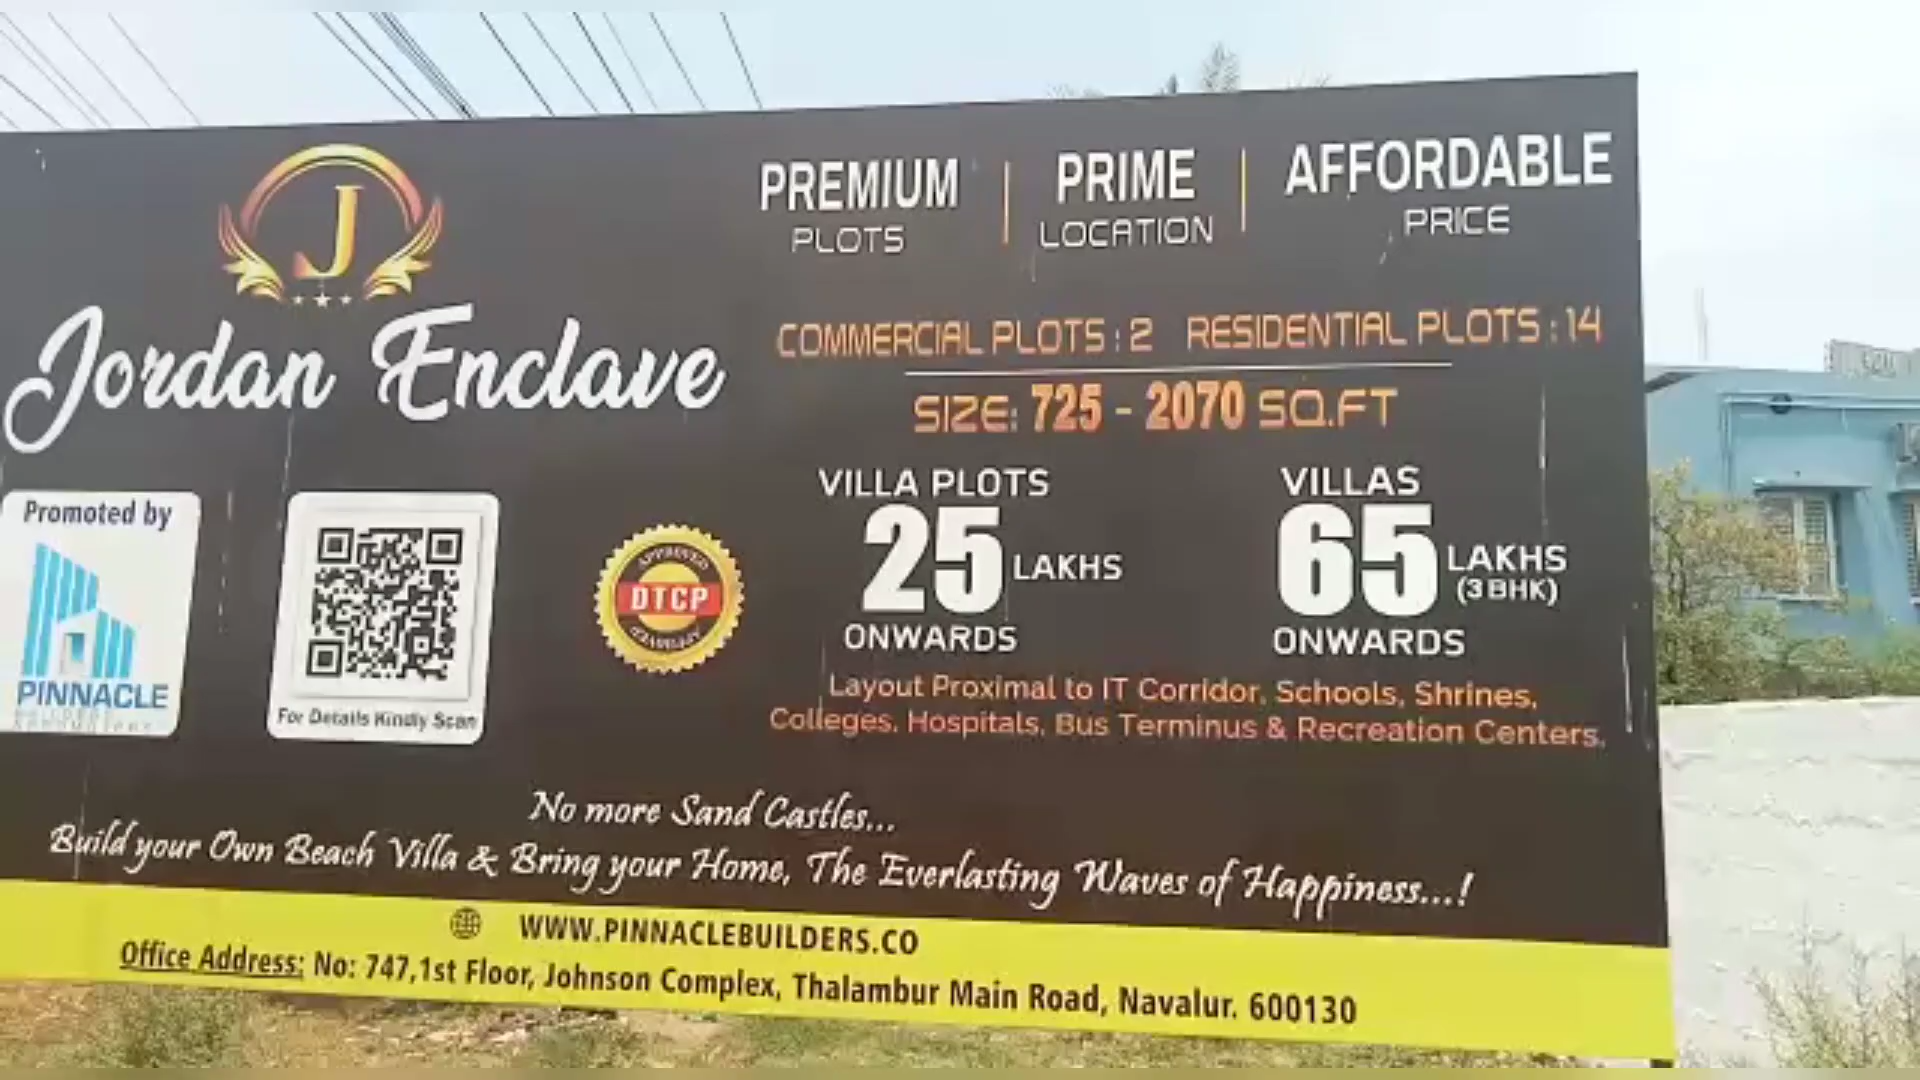 J
Jordan Enclave
PREMIUM
PLOTS
PRIME
LOCATION
AFFORDABLE
PRICE
COMMERCIAL PLOTS : 2 RESIDENTIAL PLOTS : 14
SIZE: 725 - 2070 SQ.FT
Promoted by
PINNACLE
For Details Kindly Scan
APPROVED
DTCP
VILLA PLOTS
25 LAKHS
ONWARDS
VILLAS
65 LAKHS
(3 BHK)
ONWARDS
Layout Proximal to IT Corridor, Schools, Shrines,
Colleges, Hospitals, Bus Terminus & Recreation Centers.
No more Sand Castles...
Build your Own Beach Villa & Bring your Home, The Everlasting Waves of Happiness...!
WWW.PINNACLEBUILDERS.CO
Office Address: No: 747,1st Floor, Johnson Complex, Thalambur Main Road, Navalur. 600130